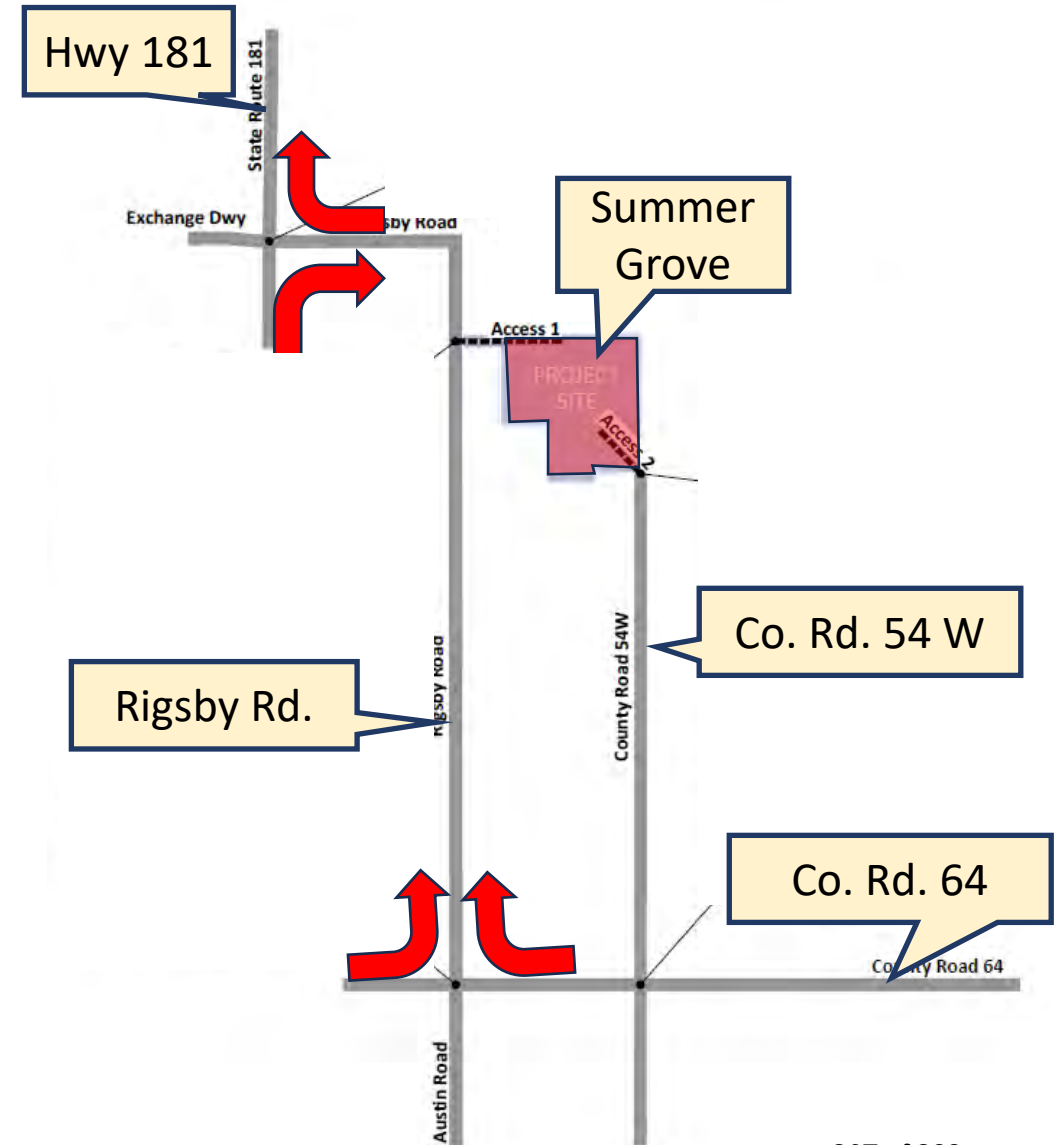 Hwy 181
State Route 181
Exchange Dwy
sby Road
Summer
Grove
Access 1
PROJECT
SITE
Access 2
Co. Rd. 54 W
County Road 54W
Rigsby Rd.
Rigsby Road
Co. Rd. 64
County Road 64
Austin Road